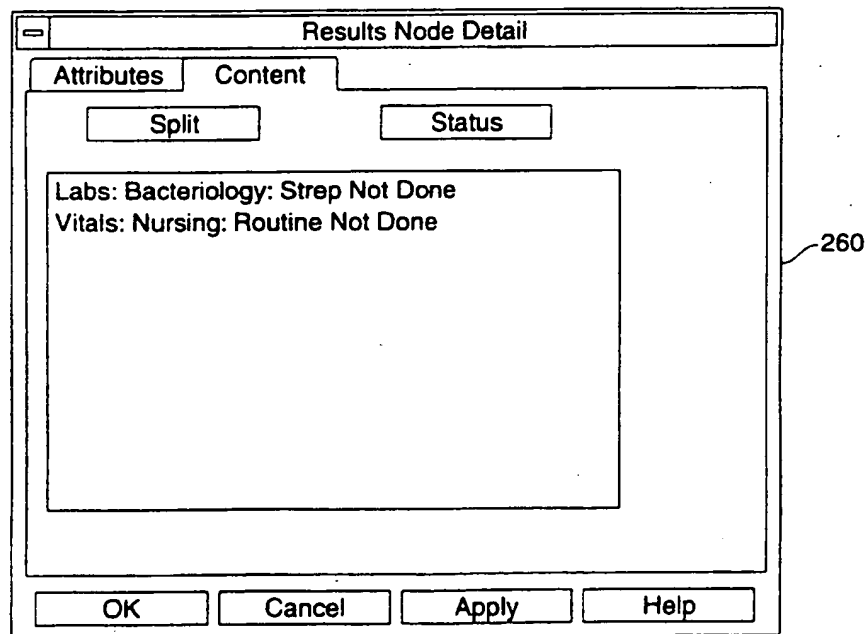 Results Node Detail
Attributes Content
Split Status
Labs: Bacteriology: Strep Not Done
Vitals: Nursing: Routine Not Done
260
OK Cancel Apply Help